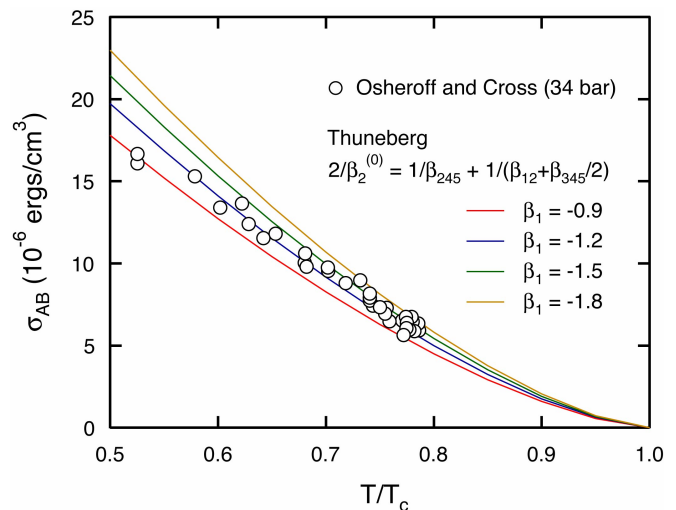 25
20
15
10
5
0
σAB (10^-6 ergs/cm^3)
Osheroff and Cross (34 bar)
Thuneberg
2/β2^(0) = 1/β245 + 1/(β12+β345/2)
β1 = -0.9
β1 = -1.2
β1 = -1.5
β1 = -1.8
0.5 0.6 0.7 0.8 0.9 1.0
T/Tc